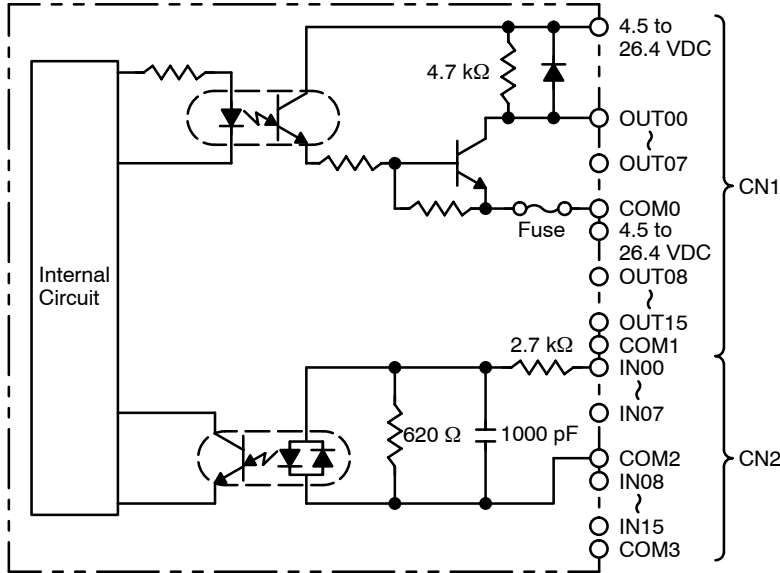 4.5 to
26.4 VDC
4.7 kΩ
OUT00
OUT07
CN1
COM0
Fuse
4.5 to
26.4 VDC
Internal
Circuit
OUT08
OUT15
2.7 kΩ
COM1
IN00
IN07
620 Ω
1000 pF
COM2
CN2
IN08
IN15
COM3